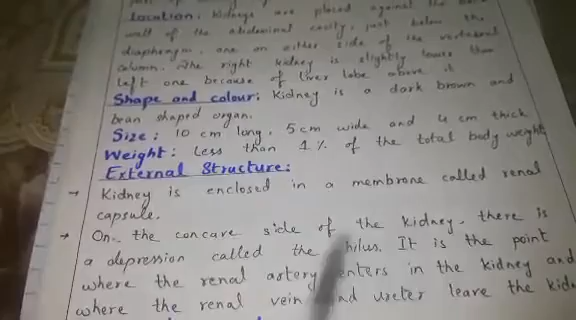 Location: Kidneys are placed against the back
wall of the abdominal cavity, just below the
diaphragm, one on either side of the vertebral
column. The right kidney is slightly lower than
left one because of liver lobe above it
Shape and colour: Kidney is a dark brown and
bean shaped organ.
Size: 10 cm long, 5 cm wide and 4 cm thick
Weight: Less than 1% of the total body weight
External Structure:
→ Kidney is enclosed in a membrane called renal
capsule.
→ On the concave side of the kidney, there is
a depression called the hilus. It is the point
where the renal artery enters in the kidney and
where the renal vein and ureter leave the kid